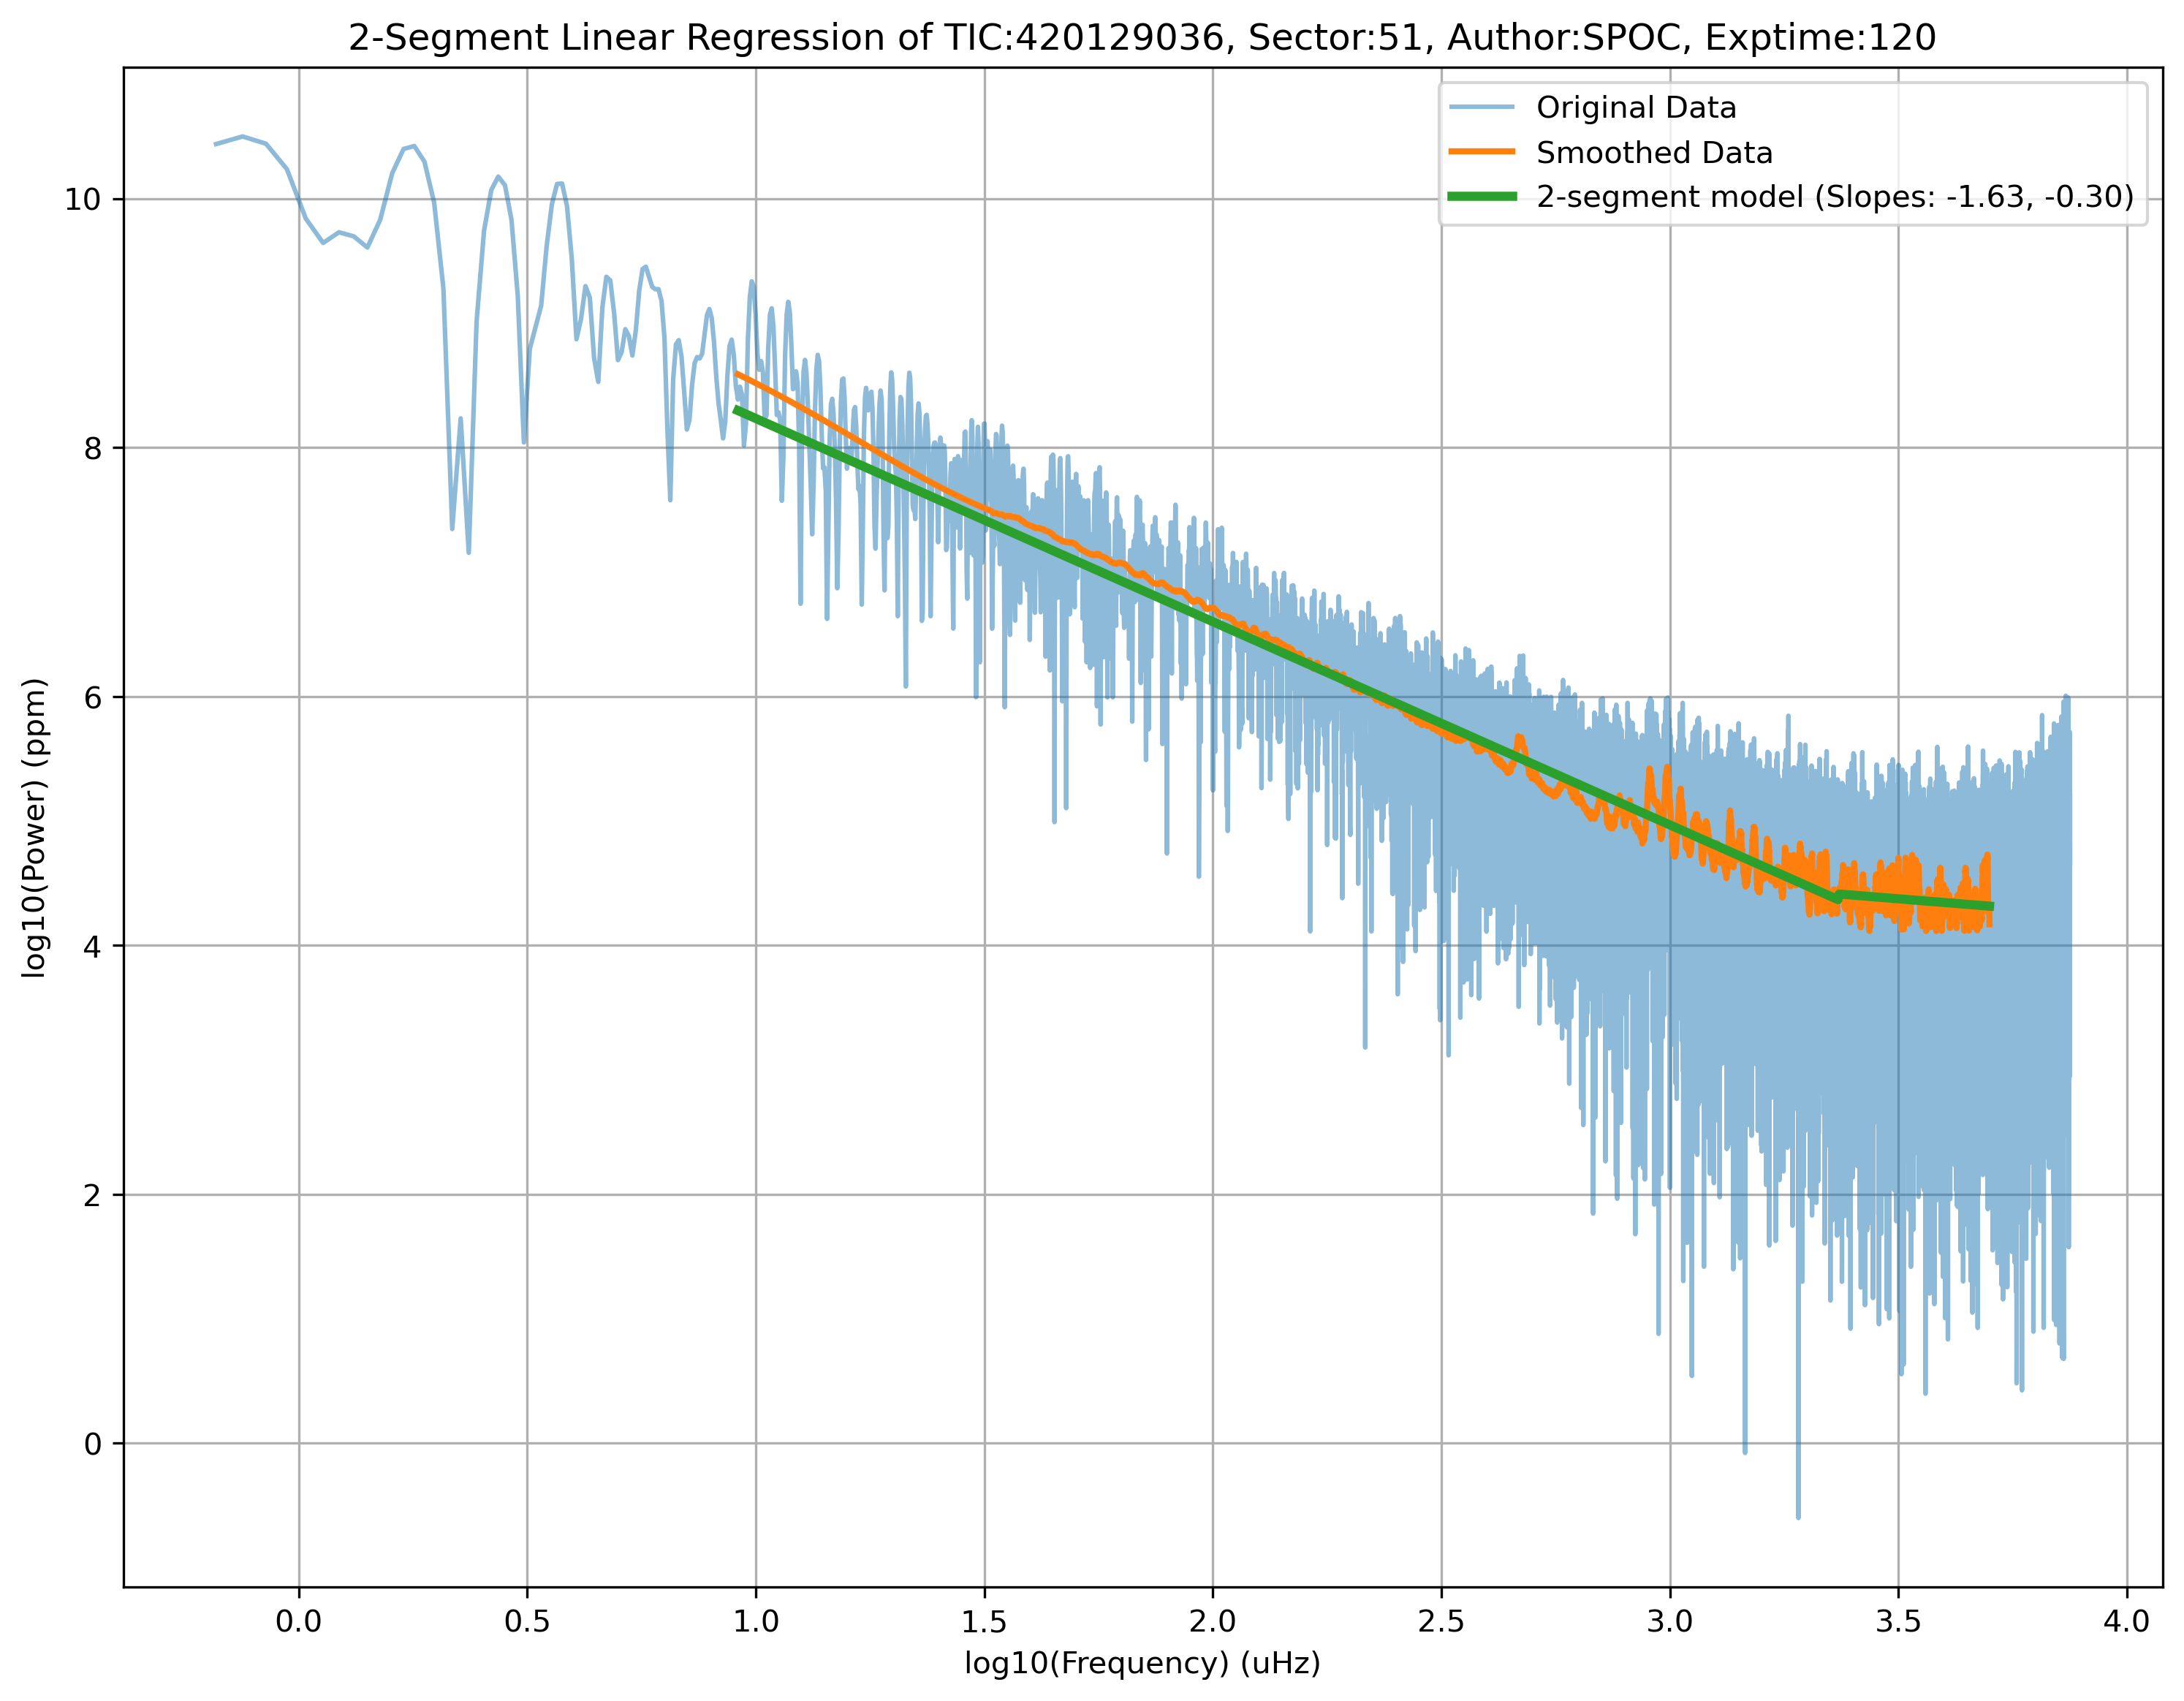 2-Segment Linear Regression of TIC:420129036, Sector:51, Author:SPOC, Exptime:120
Original Data
Smoothed Data
2-segment model (Slopes: -1.63, -0.30)
log10(Power) (ppm)
10
8
6
4
2
0
0.0 0.5 1.0 1.5 2.0 2.5 3.0 3.5 4.0
log10(Frequency) (uHz)